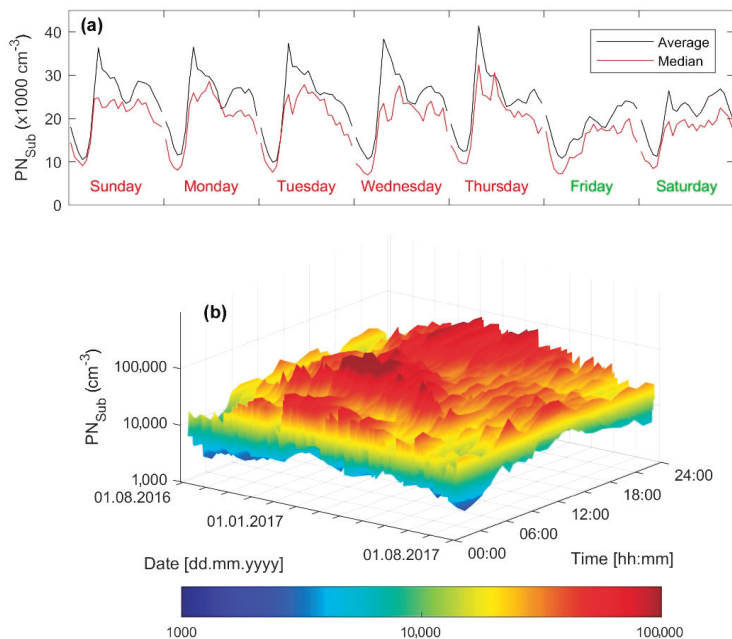 (a)
PN_Sub (x1000 cm⁻³)
40
30
20
10
0
Average
Median
Sunday Monday Tuesday Wednesday Thursday Friday Saturday
(b)
PN_Sub (cm⁻³)
100,000
10,000
1,000
01.08.2016
01.01.2017
01.08.2017
00:00
06:00
12:00
18:00
24:00
Date [dd.mm.yyyy] Time [hh:mm]
1000 10,000 100,000